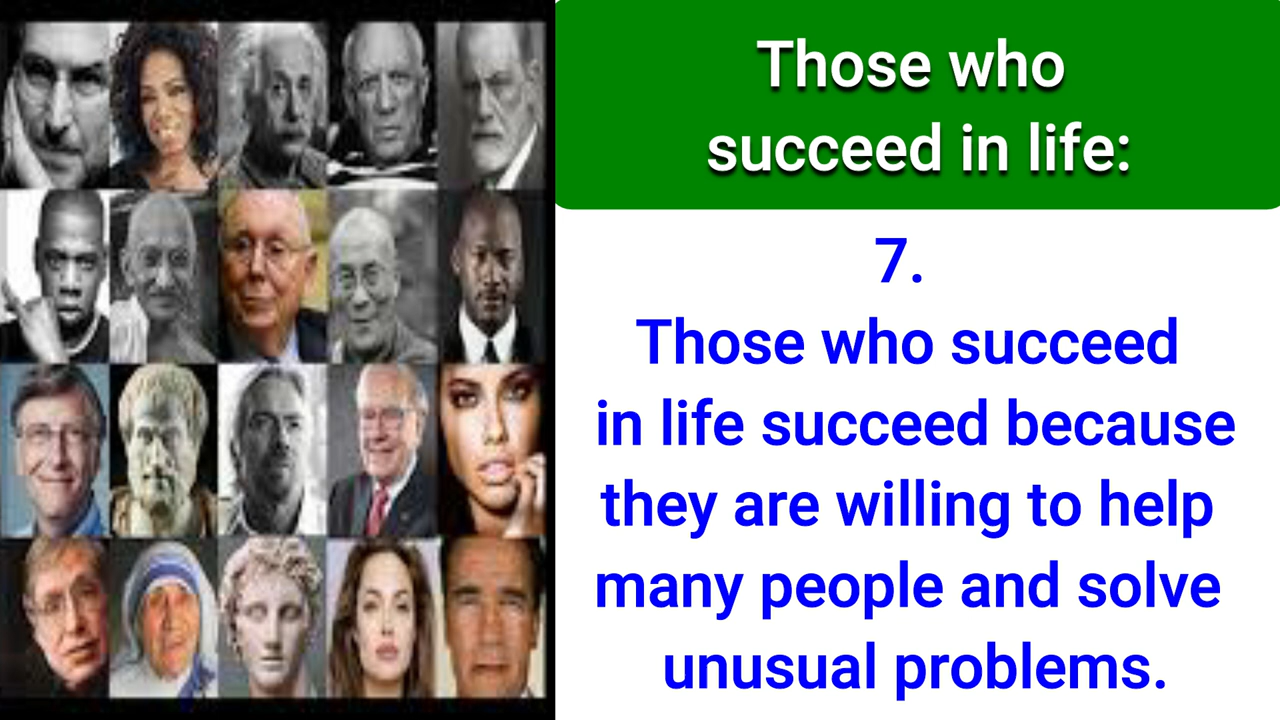 Those who
succeed in life:
7.
Those who succeed
in life succeed because
they are willing to help
many people and solve
unusual problems.